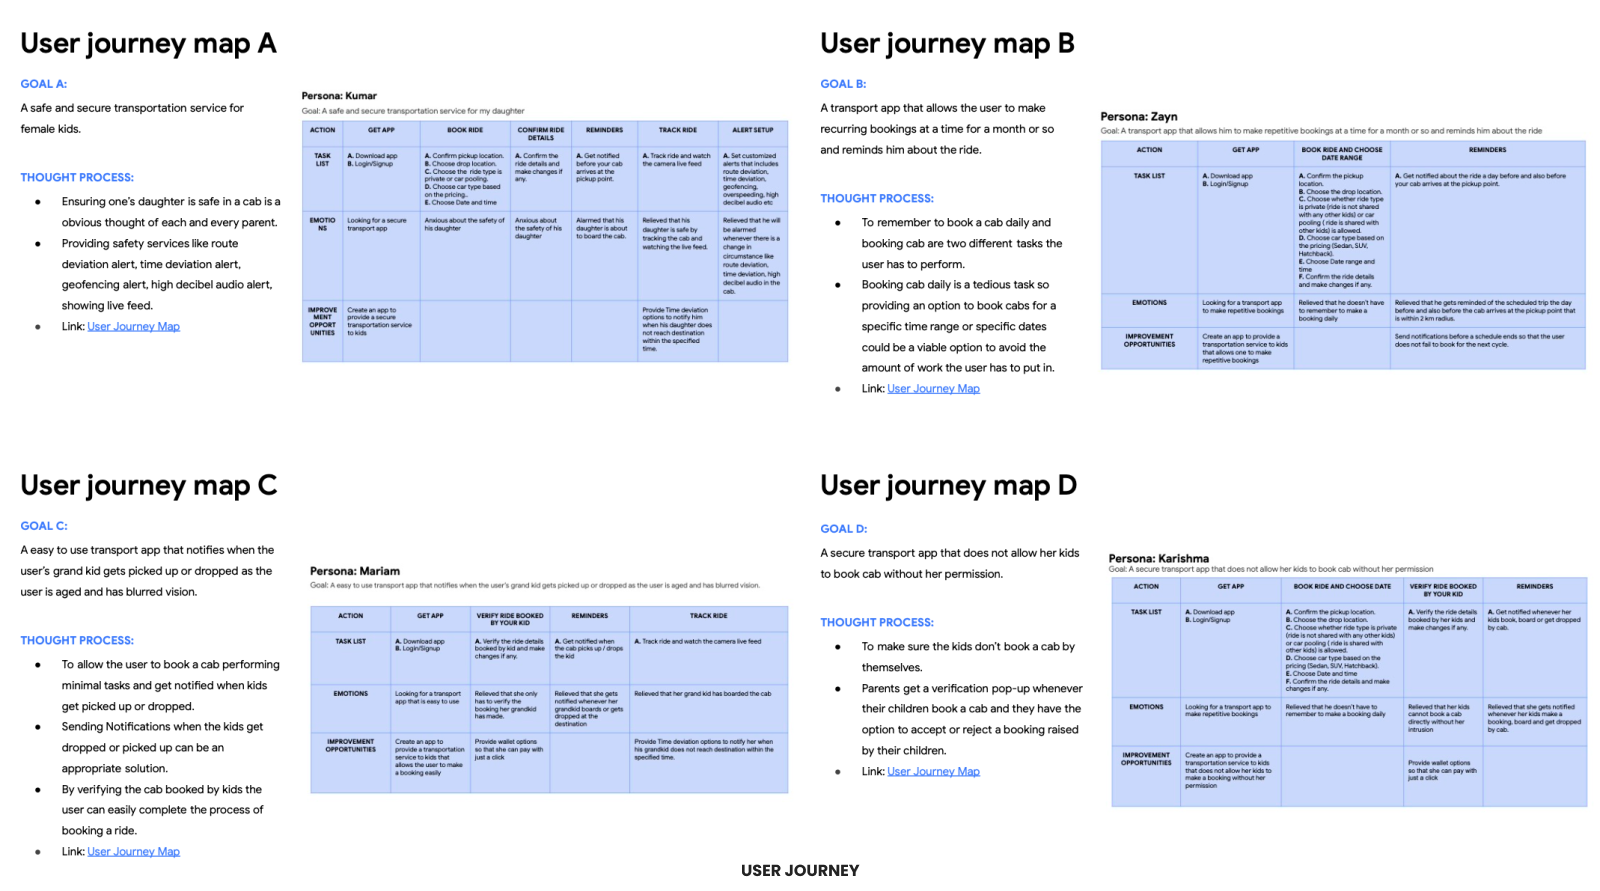 User journey map A
GOAL A:
A safe and secure transportation service for
female kids.
THOUGHT PROCESS:
● Ensuring one's daughter is safe in a cab is a
obvious thought of each and every parent.
● Providing safety services like route
deviation alert, time deviation alert,
geofencing alert, high decibel audio alert,
showing live feed.
● Link: User Journey Map
Persona: Kumar
Goal: A safe and secure transportation service for my daughter
ACTION
GET APP
BOOK RIDE
CONFIRM RIDE
DETAILS
REMINDERS
TRACK RIDE
ALERT SETUP
TASK
LIST
A. Download app
B. Login/Signup
A. Confirm pickup location.
B. Choose drop location.
C. Choose the ride type is
private or car pooling.
D. Choose car type based
on the pricing..
E. Choose Date and time
A. Confirm the
ride details and
make changes if
any.
A. Get notified
before your cab
arrives at the
pickup point.
A. Track ride and watch
the camera live feed
A. Set customized
alerts that includes
route deviation,
time deviation,
geofencing,
overspeeding, high
decibel audio etc
EMOTIO
NS
Looking for a secure
transport app
Anxious about the safety of
his daughter
Anxious about
the safety of his
daughter
Alarmed that his
daughter is about
to board the cab.
Relieved that his
daughter is safe by
tracking the cab and
watching the live feed.
Relieved that he will
be alarmed
whenever there is a
change in
circumstance like
route deviation,
time deviation, high
decibel audio in the
cab.
IMPROVE
MENT
OPPORT
UNITIES
Create an app to
provide a secure
transportation service
to kids
Provide Time deviation
options to notify him
when his daughter does
not reach destination
within the specified
time.
User journey map B
GOAL B:
A transport app that allows the user to make
recurring bookings at a time for a month or so
and reminds him about the ride.
THOUGHT PROCESS:
● To remember to book a cab daily and
booking cab are two different tasks the
user has to perform.
● Booking cab daily is a tedious task so
providing an option to book cabs for a
specific time range or specific dates
could be a viable option to avoid the
amount of work the user has to put in.
● Link: User Journey Map
Persona: Zayn
Goal: A transport app that allows him to make repetitive bookings at a time for a month or so and reminds him about the ride
ACTION
GET APP
BOOK RIDE AND CHOOSE
DATE RANGE
REMINDERS
TASK LIST
A. Download app
B. Login/Signup
A. Confirm the pickup
location.
B. Choose the drop location.
C. Choose whether ride type
is private (ride is not shared
with any other kids) or car
pooling ( ride is shared with
other kids) is allowed.
D. Choose car type based on
the pricing (Sedan, SUV,
Hatchback).
E. Choose Date range and
time
F. Confirm the ride details
and make changes if any.
A. Get notified about the ride a day before and also before
your cab arrives at the pickup point.
EMOTIONS
Looking for a transport app
to make repetitive bookings
Relieved that he doesn't have
to remember to make a
booking daily
Relieved that he gets reminded of the scheduled trip the day
before and also before the cab arrives at the pickup point that
is within 2 km radius.
IMPROVEMENT
OPPORTUNITIES
Create an app to provide a
transportation service to kids
that allows one to make
repetitive bookings
Send notifications before a schedule ends so that the user
does not fail to book for the next cycle.
User journey map C
GOAL C:
A easy to use transport app that notifies when the
user's grand kid gets picked up or dropped as the
user is aged and has blurred vision.
THOUGHT PROCESS:
● To allow the user to book a cab performing
minimal tasks and get notified when kids
get picked up or dropped.
● Sending Notifications when the kids get
dropped or picked up can be an
appropriate solution.
● By verifying the cab booked by kids the
user can easily complete the process of
booking a ride.
● Link: User Journey Map
Persona: Mariam
Goal: A easy to use transport app that notifies when the user's grand kid gets picked up or dropped as the user is aged and has blurred vision.
ACTION
GET APP
VERIFY RIDE BOOKED
BY YOUR KID
REMINDERS
TRACK RIDE
TASK LIST
A. Download app
B. Login/Signup
A. Verify the ride details
booked by kid and make
changes if any.
A. Get notified when
the cab picks up / drops
the kid
A. Track ride and watch the camera live feed
EMOTIONS
Looking for a transport
app that is easy to use
Relieved that she only
has to verify the
booking her grandkid
has made.
Relieved that she gets
notified whenever her
grandkid boards or gets
dropped at the
destination
Relieved that her grand kid has boarded the cab
IMPROVEMENT
OPPORTUNITIES
Create an app to
provide a transportation
service to kids that
allows the user to make
a booking easily
Provide wallet options
so that she can pay with
just a click
Provide Time deviation options to notify her when
his grandkid does not reach destination within the
specified time.
User journey map D
GOAL D:
A secure transport app that does not allow her kids
to book cab without her permission.
THOUGHT PROCESS:
● To make sure the kids don't book a cab by
themselves.
● Parents get a verification pop-up whenever
their children book a cab and they have the
option to accept or reject a booking raised
by their children.
● Link: User Journey Map
Persona: Karishma
Goal: A secure transport app that does not allow her kids to book cab without her permission
ACTION
GET APP
BOOK RIDE AND CHOOSE DATE
VERIFY RIDE BOOKED
BY YOUR KID
REMINDERS
TASK LIST
A. Download app
B. Login/Signup
A. Confirm the pickup location.
B. Choose the drop location.
C. Choose whether ride type is private
(ride is not shared with any other kids)
or car pooling ( ride is shared with
other kids) is allowed.
D. Choose car type based on the
pricing (Sedan, SUV, Hatchback).
E. Choose Date and time
F. Confirm the ride details and make
changes if any.
A. Verify the ride details
booked by her kids and
make changes if any.
A. Get notified whenever her
kids book, board or get dropped
by cab.
EMOTIONS
Looking for a transport app to
make repetitive bookings
Relieved that he doesn't have to
remember to make a booking daily
Relieved that her kids
cannot book a cab
directly without her
intrusion
Relieved that she gets notified
whenever her kids make a
booking, board and get dropped
by cab.
IMPROVEMENT
OPPORTUNITIES
Create an app to provide a
transportation service to kids
that does not allow her kids to
make a booking without her
permission
Provide wallet options
so that she can pay with
just a click
USER JOURNEY